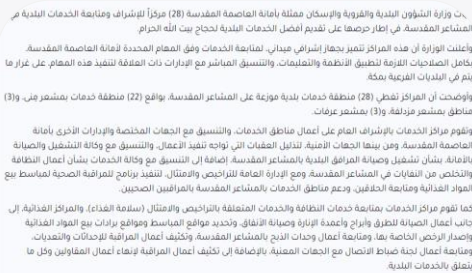 ـت وزارة الشؤون البلدية والقروية والإسكان ممثلة بأمانة العاصمة المقدسة (28) مركزاً للإشراف ومتابعة الخدمات البلدية في
المشاعر المقدسة، في إطار حرصها على تقديم أفضل الخدمات البلدية لحجاج بيت الله الحرام.
وأعلنت الوزارة أن هذه المراكز تتميز بجهاز إشرافي ميداني، لمتابعة الخدمات وفق المهام المحددة لأمانة العاصمة المقدسة،
بكامل الصلاحيات اللازمة لتطبيق الأنظمة والتعليمات، والتنسيق المباشر مع الإدارات ذات العلاقة لتنفيذ هذه المهام، على غرار ما
يتم في البلديات الفرعية بمكة.
وأوضحت أن المراكز تغطي (28) منطقة خدمات بلدية موزعة على المشاعر المقدسة، بواقع (22) منطقة خدمات بمشعر منى، و(3)
مناطق بمشعر مزدلفة، و(3) بمشعر عرفات.
وتقوم مراكز الخدمات بالإشراف العام على أعمال مناطق الخدمات، والتنسيق مع الجهات المختصة والإدارات الأخرى بأمانة
العاصمة المقدسة، ومن بينها الجهات الأمنية، لتذليل العقبات التي تواجه تنفيذ الأعمال، والتنسيق مع وكالة التشغيل والصيانة
بالأمانة، بشأن تشغيل وصيانة المرافق البلدية بالمشاعر المقدسة، إضافة إلى التنسيق مع وكالة الخدمات بشأن أعمال النظافة
والتخلص من النفايات في المشاعر المقدسة، ومع الإدارة العامة للتراخيص والامتثال، لتنفيذ برنامج للمراقبة الصحية لمباسط بيع
المواد الغذائية ومتابعة الحلاقين، ودعم مناطق الخدمات بالمشاعر المقدسة بالمراقبين الصحيين.
كما تقوم مراكز الخدمات بمتابعة خدمات النظافة والخدمات المتعلقة بالتراخيص والامتثال (سلامة الغذاء)، والمراكز الغذائية، إلى
جانب أعمال الصيانة للطرق وأبراج وأعمدة الإنارة وصيانة الأنفاق، وتحديد مواقع المباسط ومواقع برادات بيع المواد الغذائية
وإصدار الرخص الخاصة بها، ومتابعة أعمال وحدات الذبح بالمشاعر المقدسة، وتكثيف أعمال المراقبة للإحداثات والتعديات،
ومتابعة أعمال لجنة ضباط الاتصال مع الجهات المعنية، بالإضافة إلى تكثيف أعمال المراقبة لإنهاء أعمال المقاولين وكل ما
يتعلق بالخدمات البلدية.